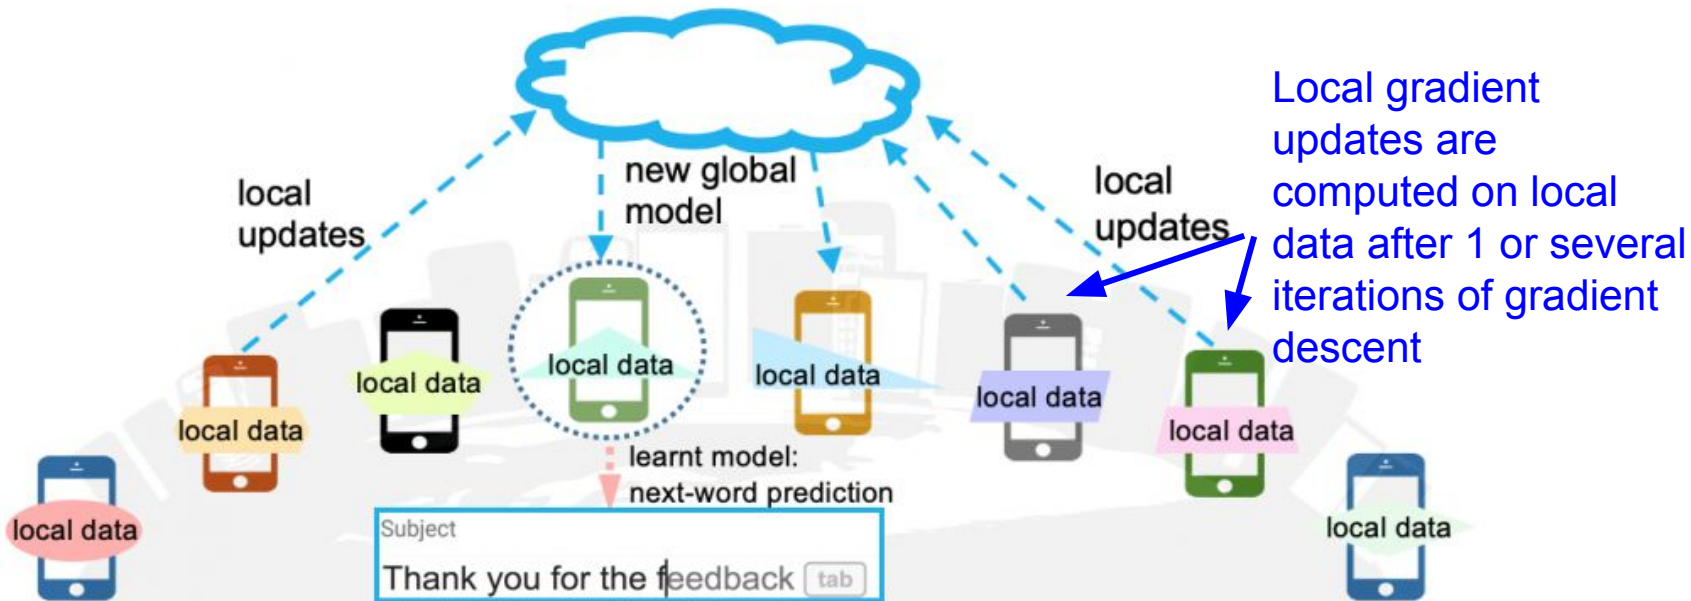 local
updates
new global
model
local
updates
Local gradient
updates are
computed on local
data after 1 or several
iterations of gradient
descent
local data
local data
local data
local data
local data
local data
local data
local data
learnt model:
next-word prediction
Subject
Thank you for the feedback tab